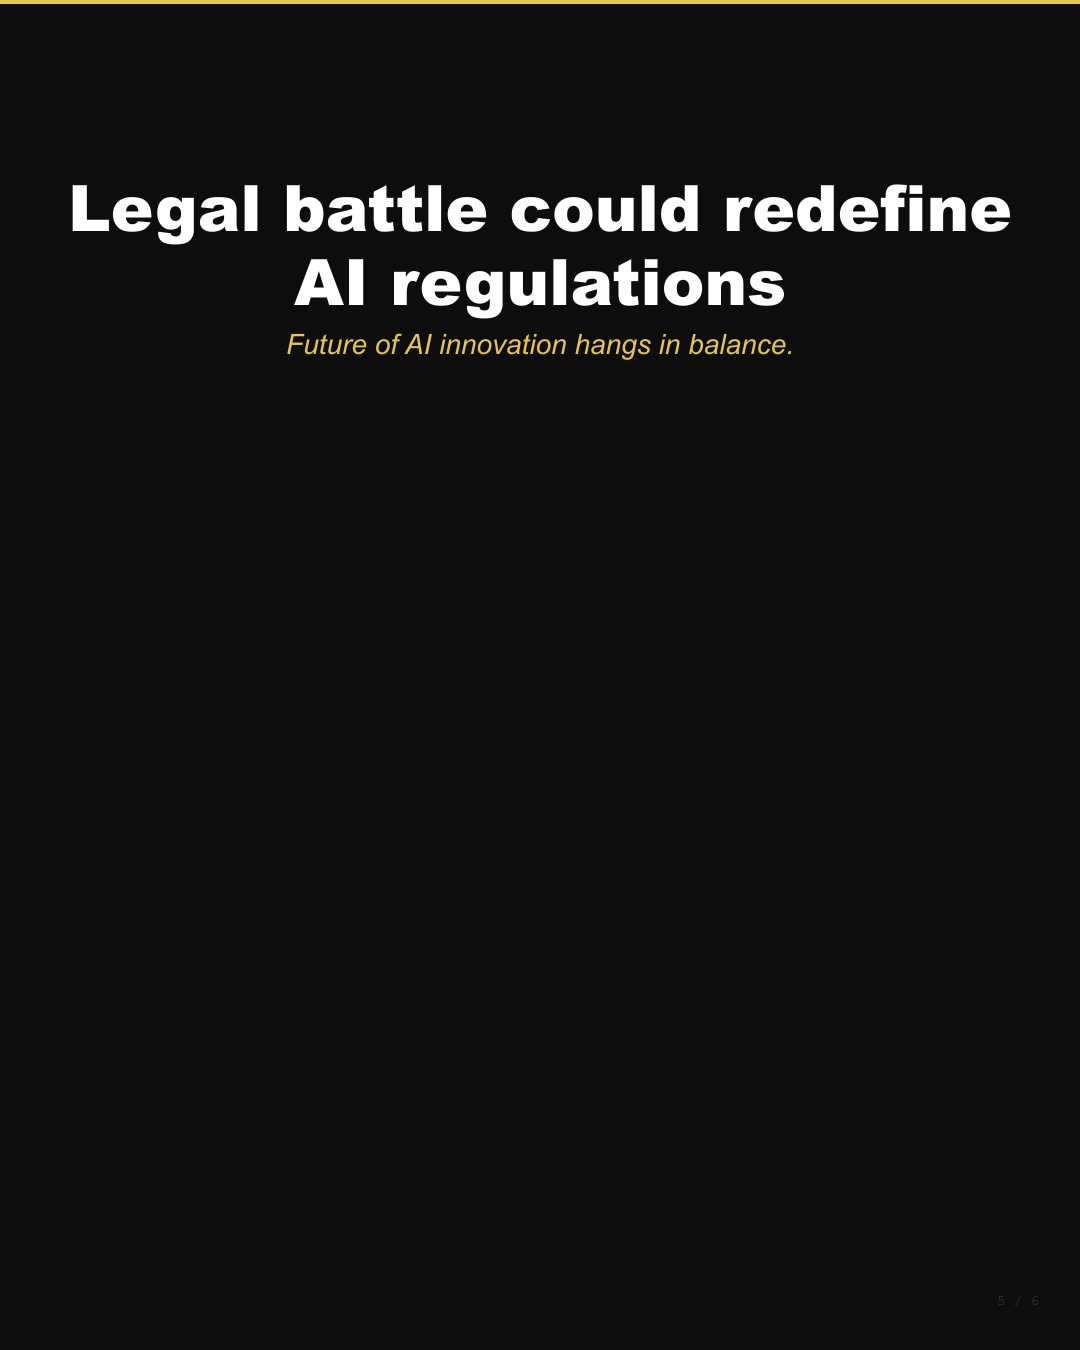 Legal battle could redefine
AI regulations
Future of AI innovation hangs in balance.
5 / 6